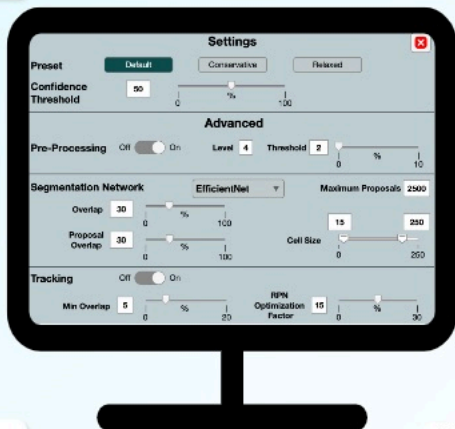 Settings
Preset Default Conservative Relaxed
Confidence Threshold 50 % 0 100
Advanced
Pre-Processing Off On Level 4 Threshold 2 % 0 10
Segmentation Network EfficientNet Maximum Proposals 2500
Overlap 30 % 0 100
15 250
Proposal Overlap 30 % 0 100
Cell Size 0 250
Tracking Off On
Min Overlap 5 % 0 20
RPN Optimization Factor 15 % 0 30